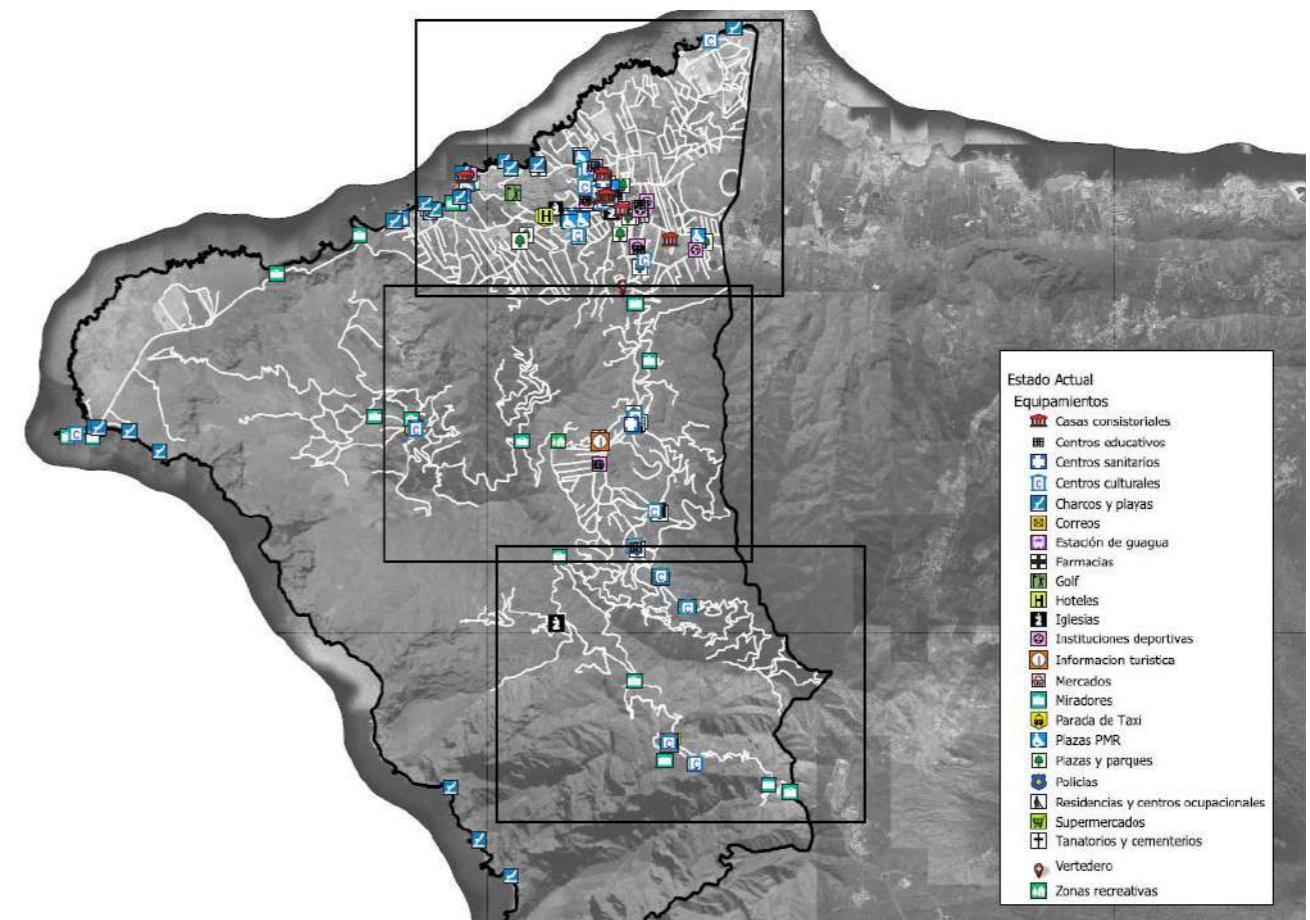 Estado Actual
Equipamientos
Casas consistoriales
Centros educativos
Centros sanitarios
Centros culturales
Charcos y playas
Correos
Estación de guagua
Farmacias
Golf
Hoteles
Iglesias
Instituciones deportivas
Informacion turistica
Mercados
Miradores
Parada de Taxi
Plazas PMR
Plazas y parques
Policias
Residencias y centros ocupacionales
Supermercados
Tanatorios y cementerios
Vertedero
Zonas recreativas